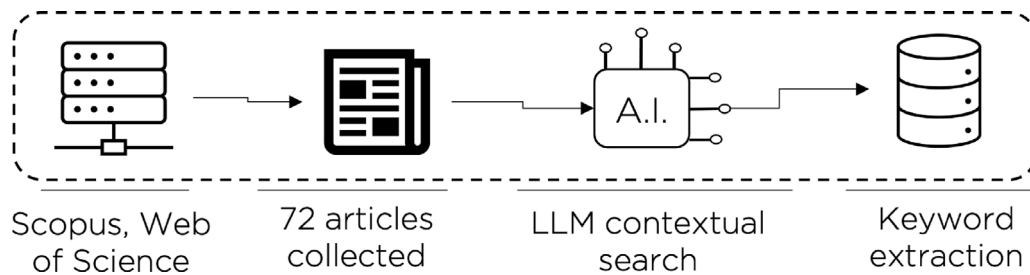 A.I.
Scopus, Web
of Science
72 articles
collected
LLM contextual
search
Keyword
extraction